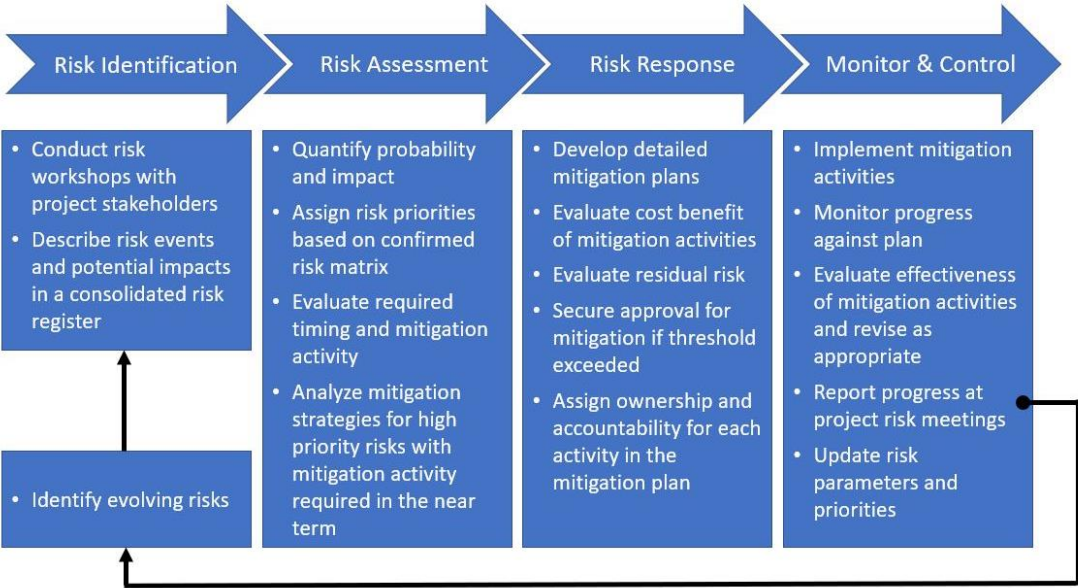 Risk Identification
Risk Assessment
Risk Response
Monitor & Control
• Conduct risk
workshops with
project stakeholders
• Describe risk events
and potential impacts
in a consolidated risk
register
• Identify evolving risks
• Quantify probability
and impact
• Assign risk priorities
based on confirmed
risk matrix
• Evaluate required
timing and mitigation
activity
• Analyze mitigation
strategies for high
priority risks with
mitigation activity
required in the near
term
• Develop detailed
mitigation plans
• Evaluate cost benefit
of mitigation activities
• Evaluate residual risk
• Secure approval for
mitigation if threshold
exceeded
• Assign ownership and
accountability for each
activity in the
mitigation plan
• Implement mitigation
activities
• Monitor progress
against plan
• Evaluate effectiveness
of mitigation activities
and revise as
appropriate
• Report progress at
project risk meetings
• Update risk
parameters and
priorities